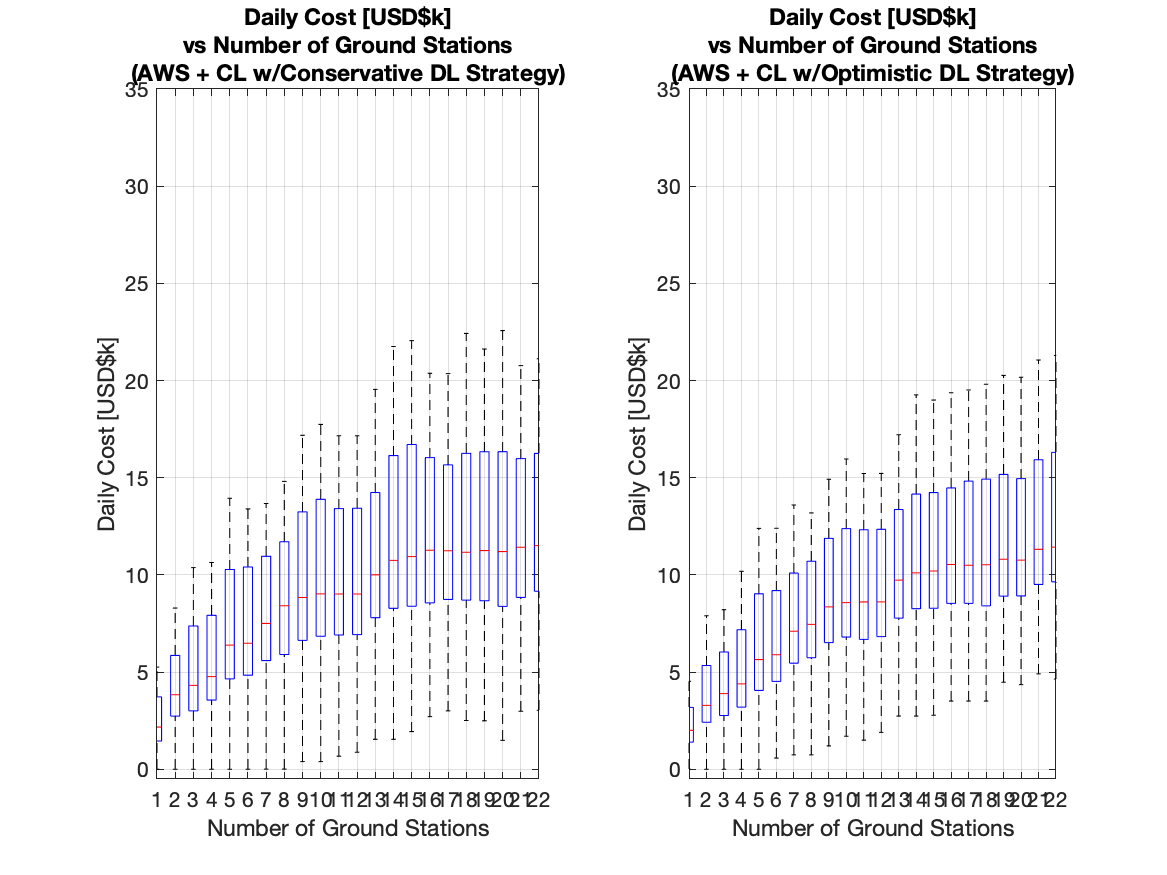 Daily Cost [USD$k]
vs Number of Ground Stations
(AWS + CL w/Conservative DL Strategy)
35
30
25
20
15
10
5
0
Daily Cost [USD$k]
1 2 3 4 5 6 7 8 9 10 11 12 13 14 15 16 17 18 19 20 21 22
Number of Ground Stations
Daily Cost [USD$k]
vs Number of Ground Stations
(AWS + CL w/Optimistic DL Strategy)
35
30
25
20
15
10
5
0
Daily Cost [USD$k]
1 2 3 4 5 6 7 8 9 10 11 12 13 14 15 16 17 18 19 20 21 22
Number of Ground Stations